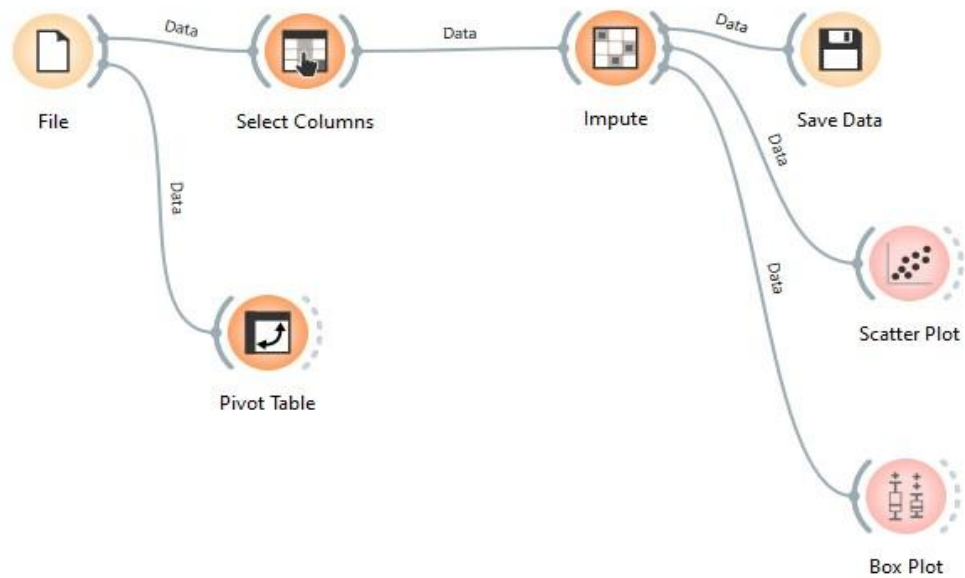 Data
Data
Data
File
Select Columns
Impute
Save Data
Data
Data
Data
Scatter Plot
Pivot Table
Box Plot